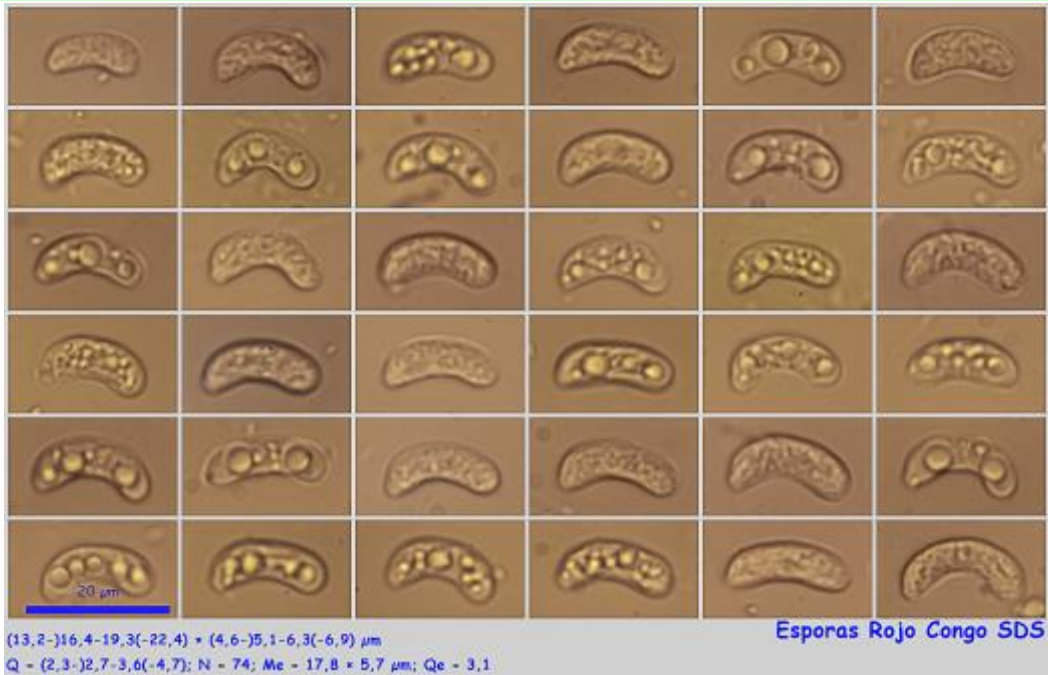 20 µm
Esporas Rojo Congo SDS
(13,2-)16,4-19,3(-22,4) × (4,6-)5,1-6,3(-6,9) µm
Q = (2,3-)2,7-3,6(-4,7); N = 74; Me = 17,8 × 5,7 µm; Qe = 3,1